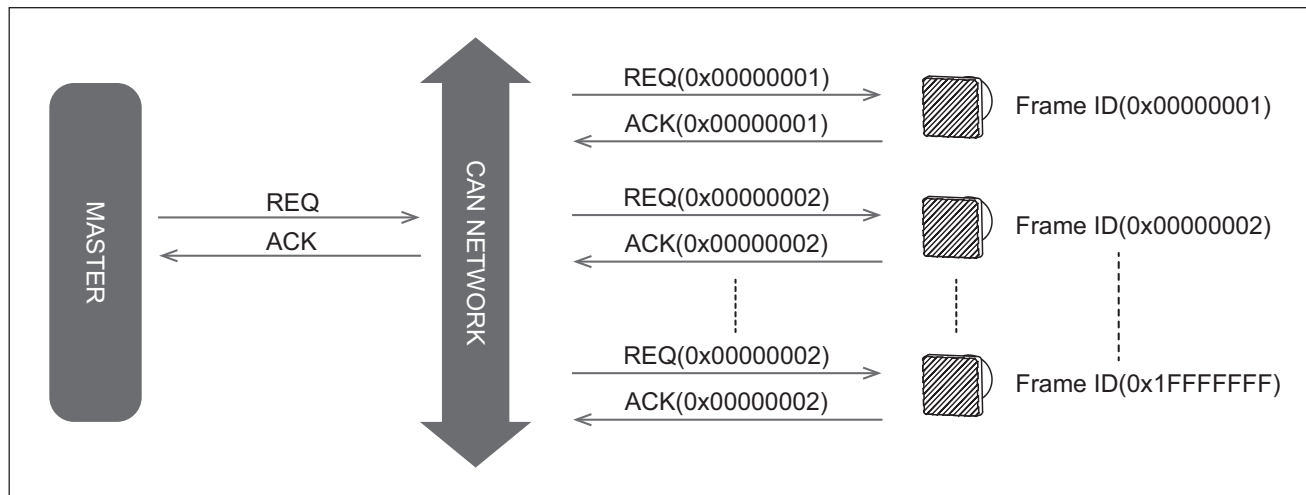 MASTER
REQ
ACK
CAN NETWORK
REQ(0x00000001)
ACK(0x00000001)
Frame ID(0x00000001)
REQ(0x00000002)
ACK(0x00000002)
Frame ID(0x00000002)
REQ(0x00000002)
ACK(0x00000002)
Frame ID(0x1FFFFFFF)